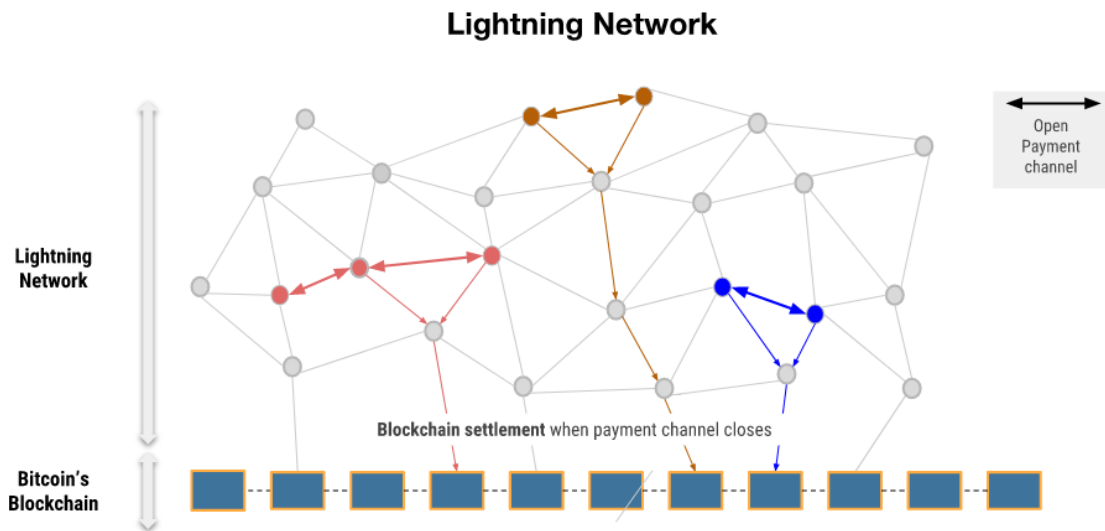 Lightning Network
Open
Payment
channel
Lightning
Network
Blockchain settlement when payment channel closes
Bitcoin's
Blockchain